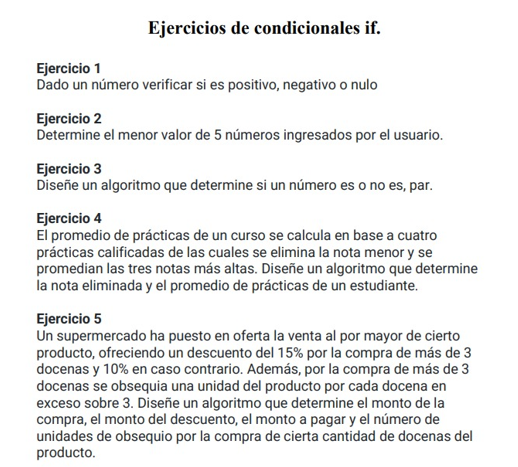 Ejercicios de condicionales if.
Ejercicio 1
Dado un número verificar si es positivo, negativo o nulo
Ejercicio 2
Determine el menor valor de 5 números ingresados por el usuario.
Ejercicio 3
Diseñe un algoritmo que determine si un número es o no es, par.
Ejercicio 4
El promedio de prácticas de un curso se calcula en base a cuatro
prácticas calificadas de las cuales se elimina la nota menor y se
promedian las tres notas más altas. Diseñe un algoritmo que determine
la nota eliminada y el promedio de prácticas de un estudiante.
Ejercicio 5
Un supermercado ha puesto en oferta la venta al por mayor de cierto
producto, ofreciendo un descuento del 15% por la compra de más de 3
docenas y 10% en caso contrario. Además, por la compra de más de 3
docenas se obsequia una unidad del producto por cada docena en
exceso sobre 3. Diseñe un algoritmo que determine el monto de la
compra, el monto del descuento, el monto a pagar y el número de
unidades de obsequio por la compra de cierta cantidad de docenas del
producto.